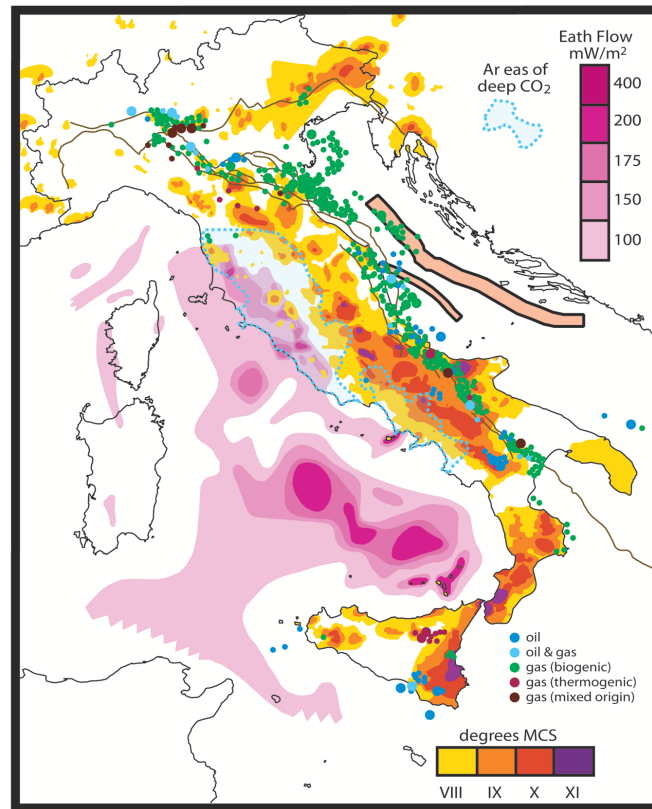 Eath Flow
mW/m²
Ar eas of
deep CO₂
400
200
175
150
100
oil
oil & gas
gas (biogenic)
gas (thermogenic)
gas (mixed origin)
degrees MCS
VIII IX X XI